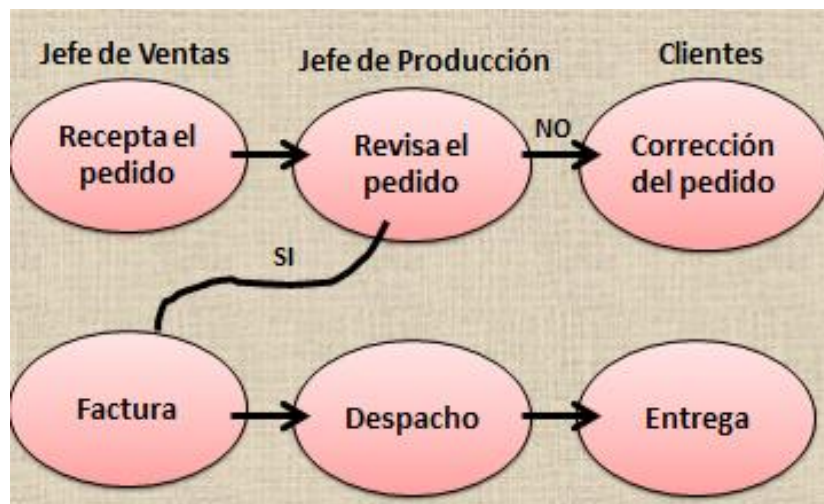 Jefe de Ventas
Jefe de Producción
Clientes
Recepta el
pedido
Revisa el
pedido
NO
Corrección
del pedido
SI
Factura
Despacho
Entrega